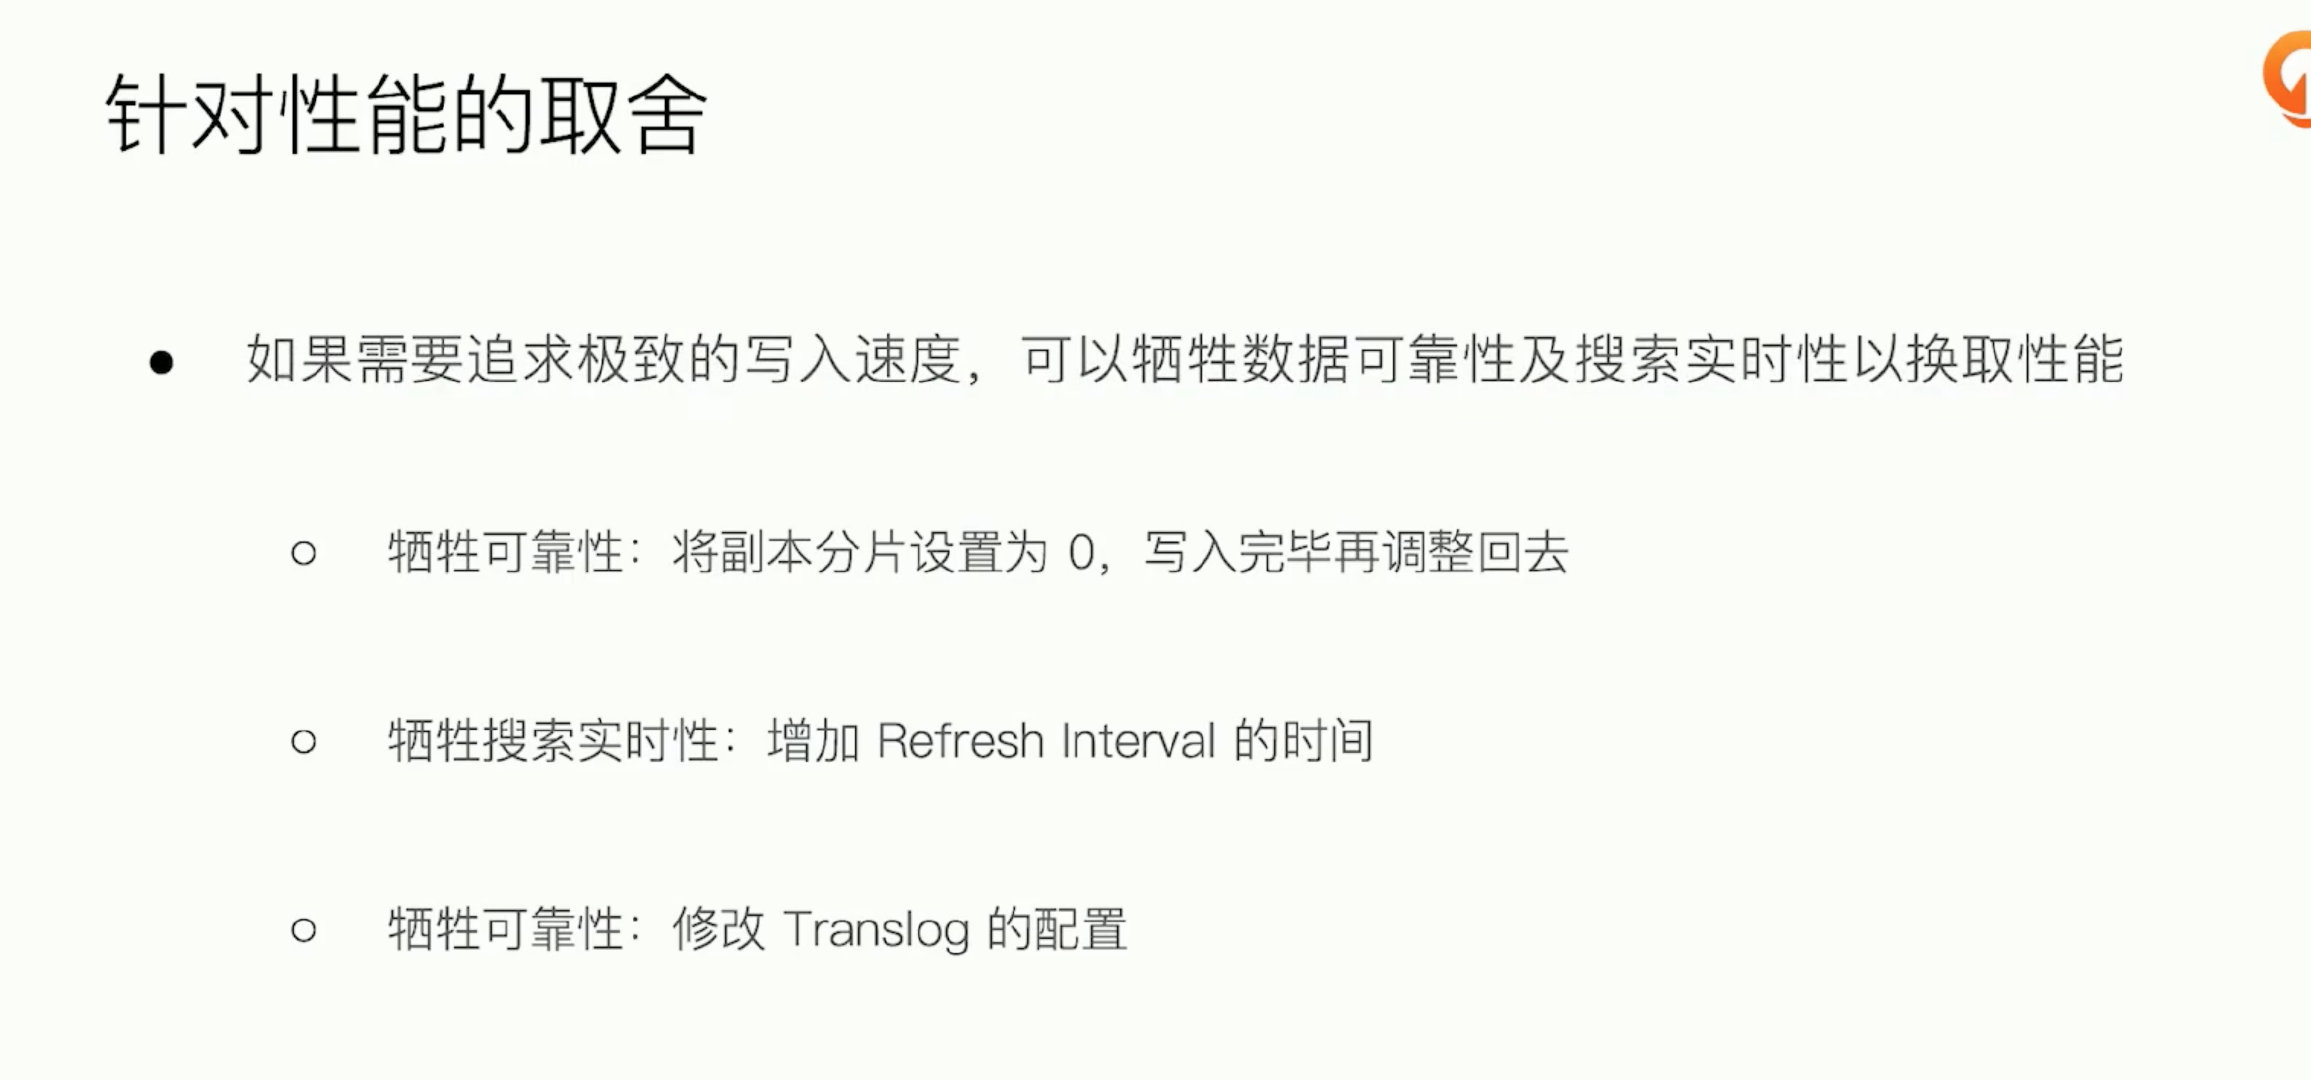 针对性能的取舍
● 如果需要追求极致的写入速度，可以牺牲数据可靠性及搜索实时性以换取性能
○ 牺牲可靠性：将副本分片设置为 0，写入完毕再调整回去
○ 牺牲搜索实时性：增加 Refresh Interval 的时间
○ 牺牲可靠性：修改 Translog 的配置